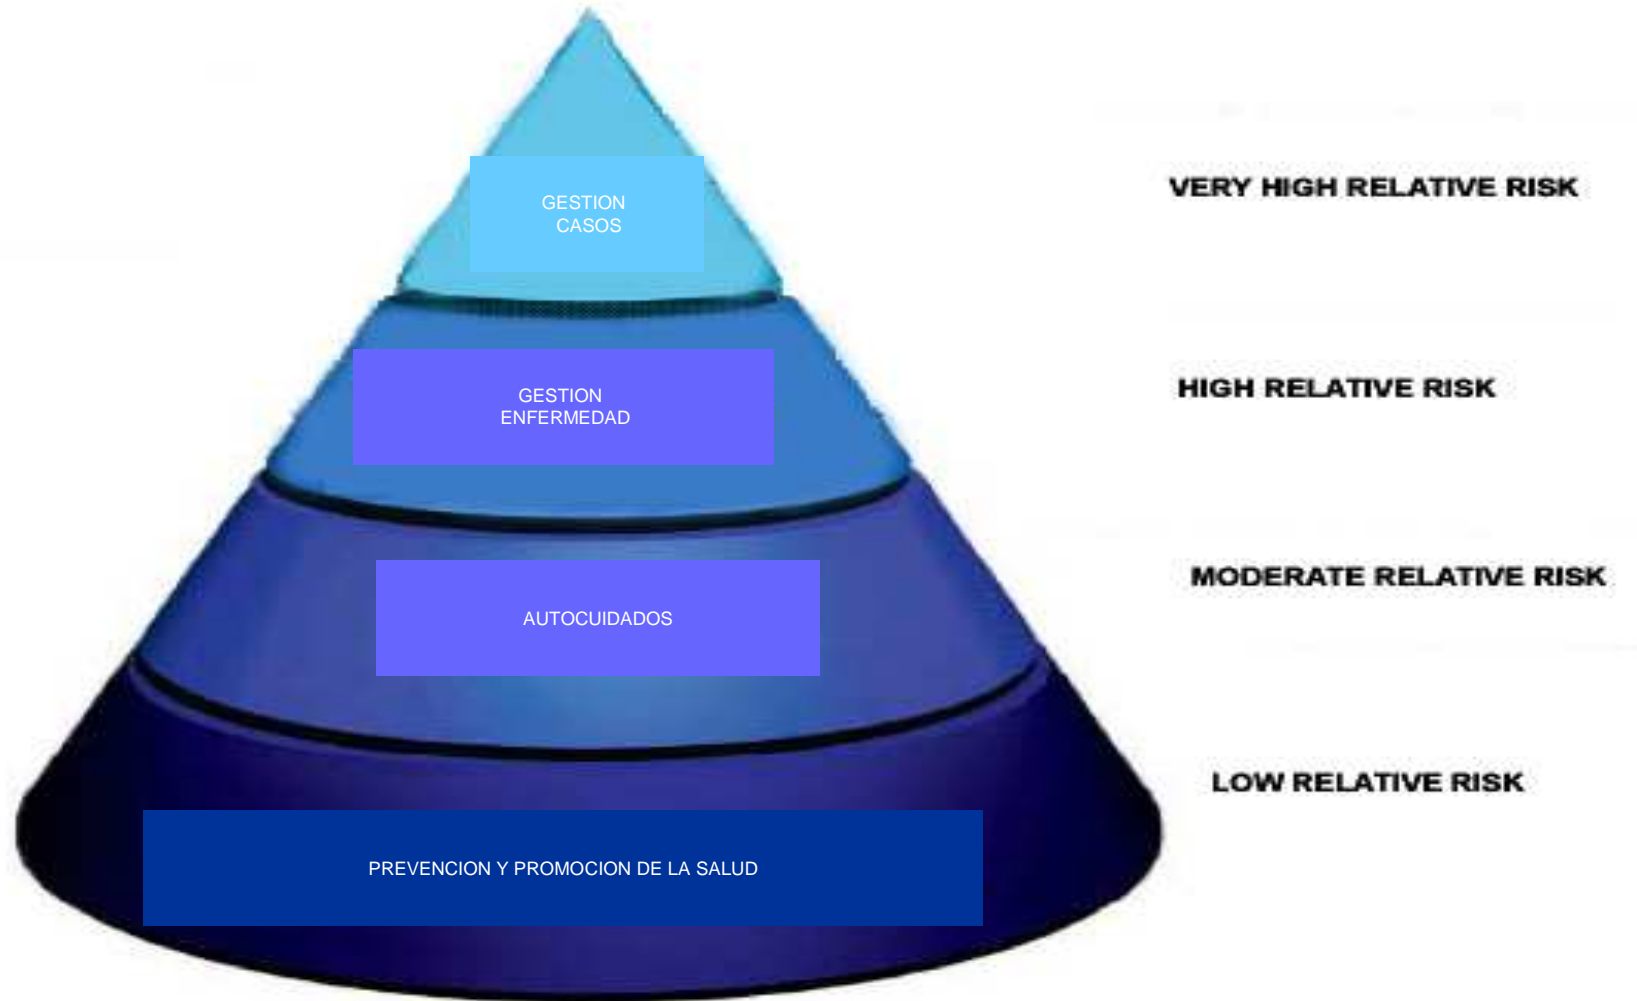 GESTION
CASOS
VERY HIGH RELATIVE RISK
GESTION
ENFERMEDAD
HIGH RELATIVE RISK
AUTOCUIDADOS
MODERATE RELATIVE RISK
PREVENCION Y PROMOCION DE LA SALUD
LOW RELATIVE RISK